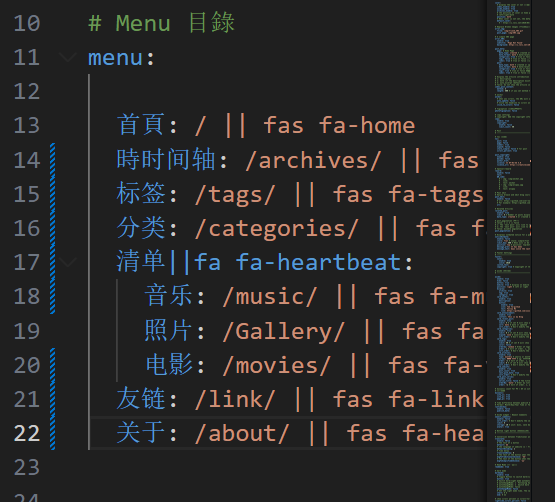 10 # Menu 目錄
11 menu:
12
13 首頁: / || fas fa-home
14 時时间轴: /archives/ || fas
15 标签: /tags/ || fas fa-tags
16 分类: /categories/ || fas f
17 清单||fa fa-heartbeat:
18 音乐: /music/ || fas fa-m
19 照片: /Gallery/ || fas fa
20 电影: /movies/ || fas fa-
21 友链: /link/ || fas fa-link
22 关于: /about/ || fas fa-hea
23
24